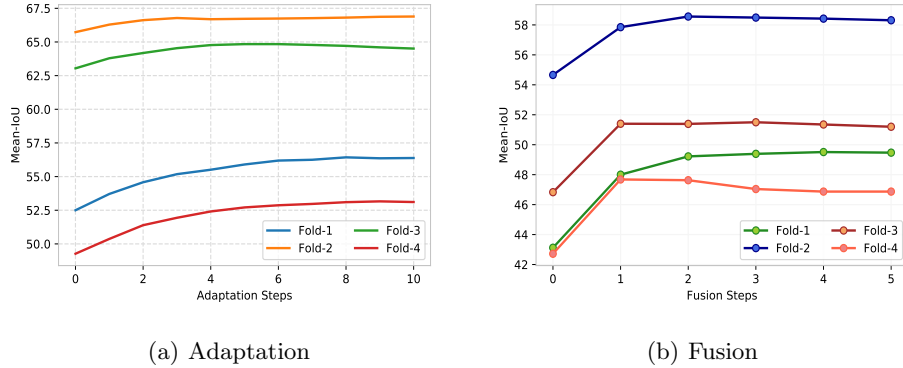 67.5
65.0
62.5
60.0
57.5
55.0
52.5
50.0
Mean-IoU
0 2 4 6 8 10
Adaptation Steps
Fold-1 Fold-3
Fold-2 Fold-4
(a) Adaptation
58
56
54
52
50
48
46
44
42
Mean-IoU
0 1 2 3 4 5
Fusion Steps
Fold-1 Fold-3
Fold-2 Fold-4
(b) Fusion